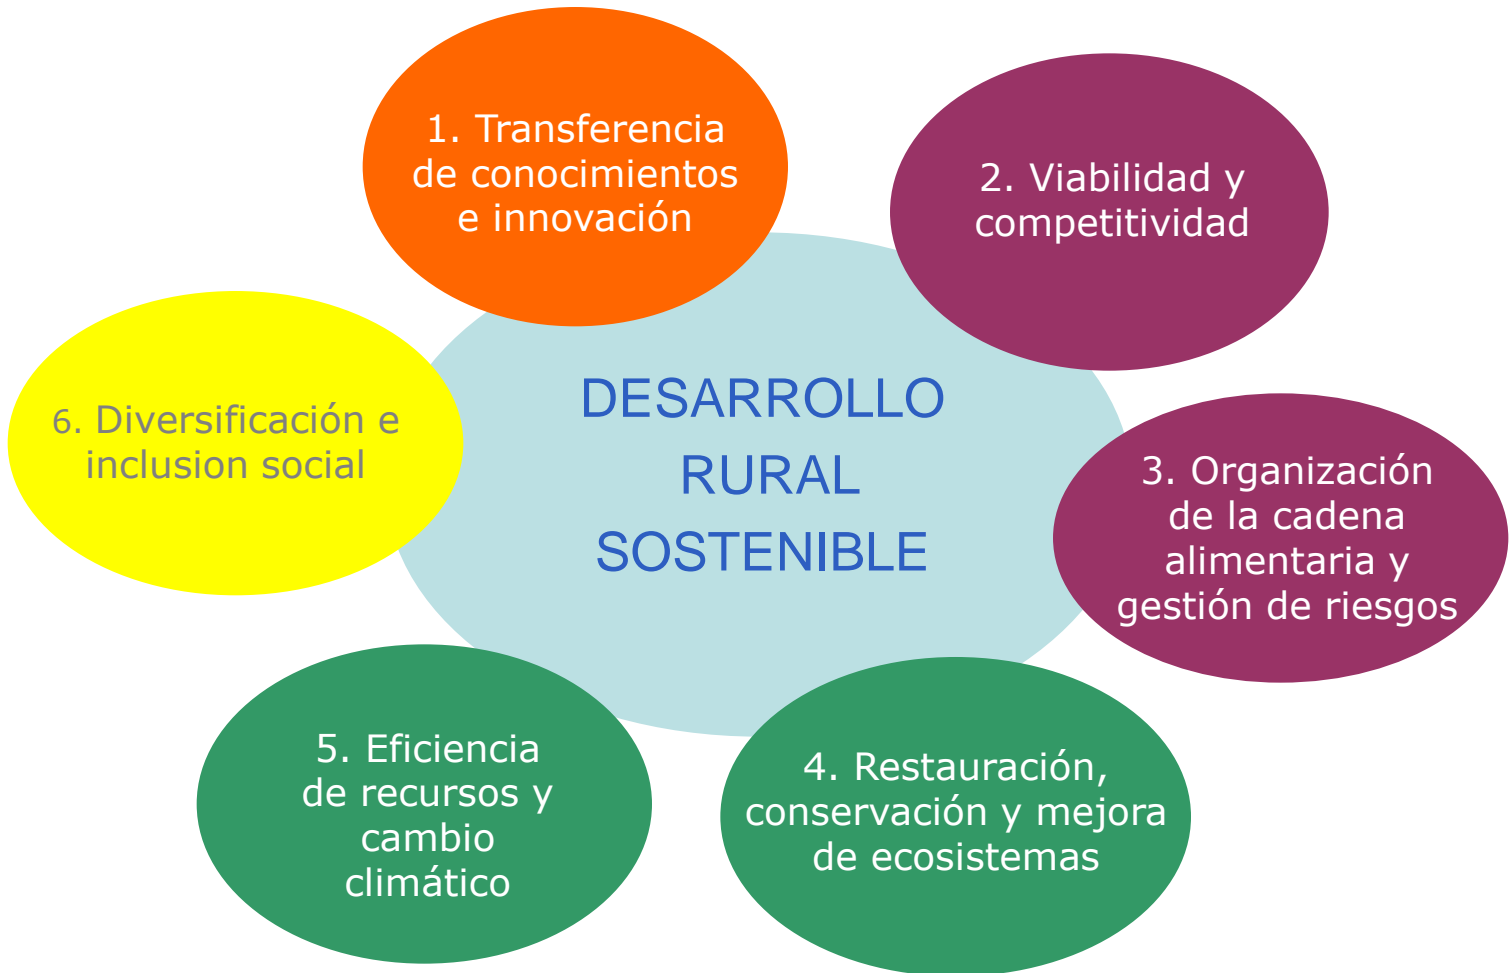 1. Transferencia
de conocimientos
e innovación
2. Viabilidad y
competitividad
DESARROLLO
RURAL
SOSTENIBLE
3. Organización
de la cadena
alimentaria y
gestión de riesgos
4. Restauración,
conservación y mejora
de ecosistemas
5. Eficiencia
de recursos y
cambio
climático
6. Diversificación e
inclusion social